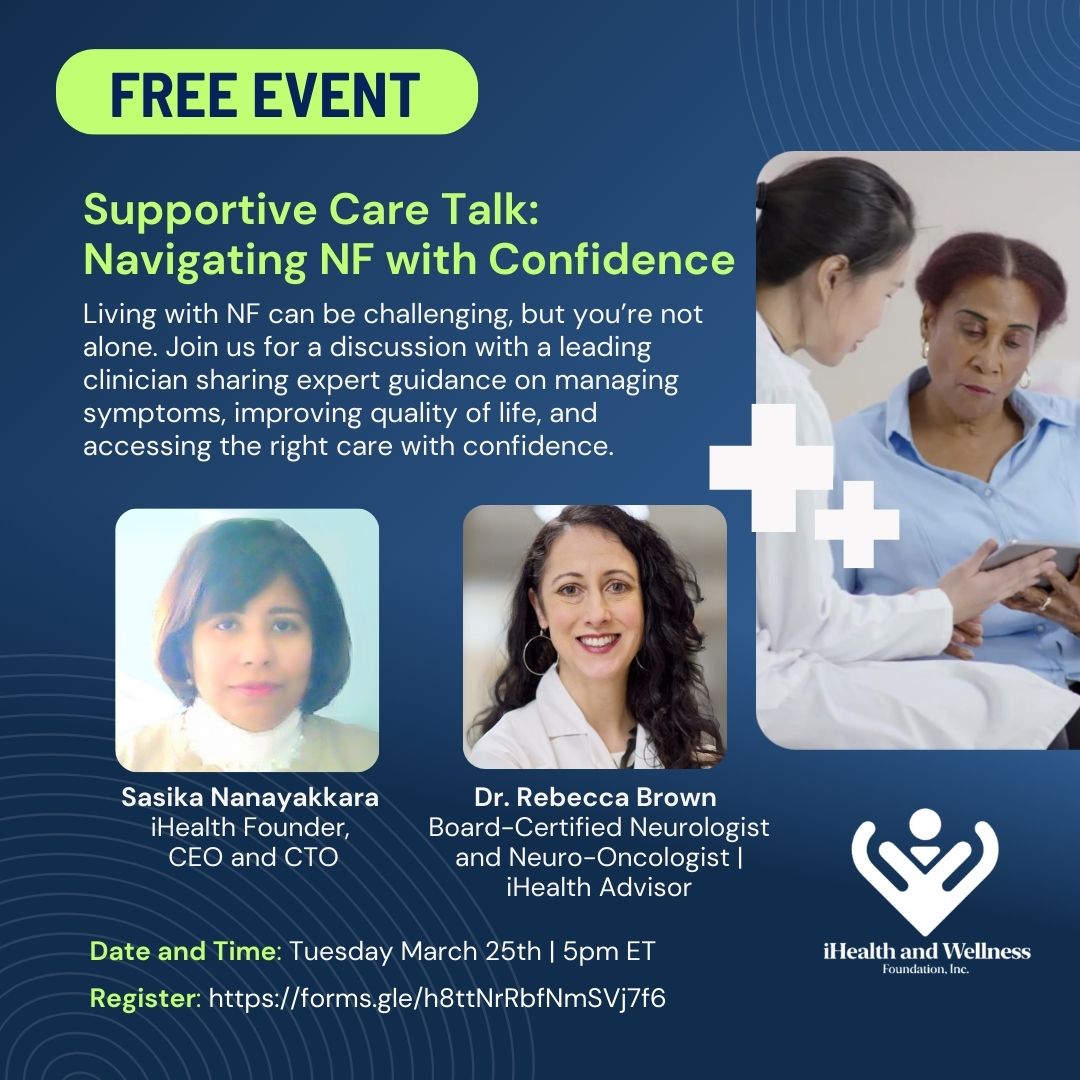 FREE EVENT
Supportive Care Talk:
Navigating NF with Confidence
Living with NF can be challenging, but you’re not
alone. Join us for a discussion with a leading
clinician sharing expert guidance on managing
symptoms, improving quality of life, and
accessing the right care with confidence.
Sasika Nanayakkara
iHealth Founder,
CEO and CTO
Dr. Rebecca Brown
Board-Certified Neurologist
and Neuro-Oncologist |
iHealth Advisor
Date and Time: Tuesday March 25th | 5pm ET
Register: https://forms.gle/h8ttNrRbfNmSVj7f6
iHealth and Wellness
Foundation, Inc.